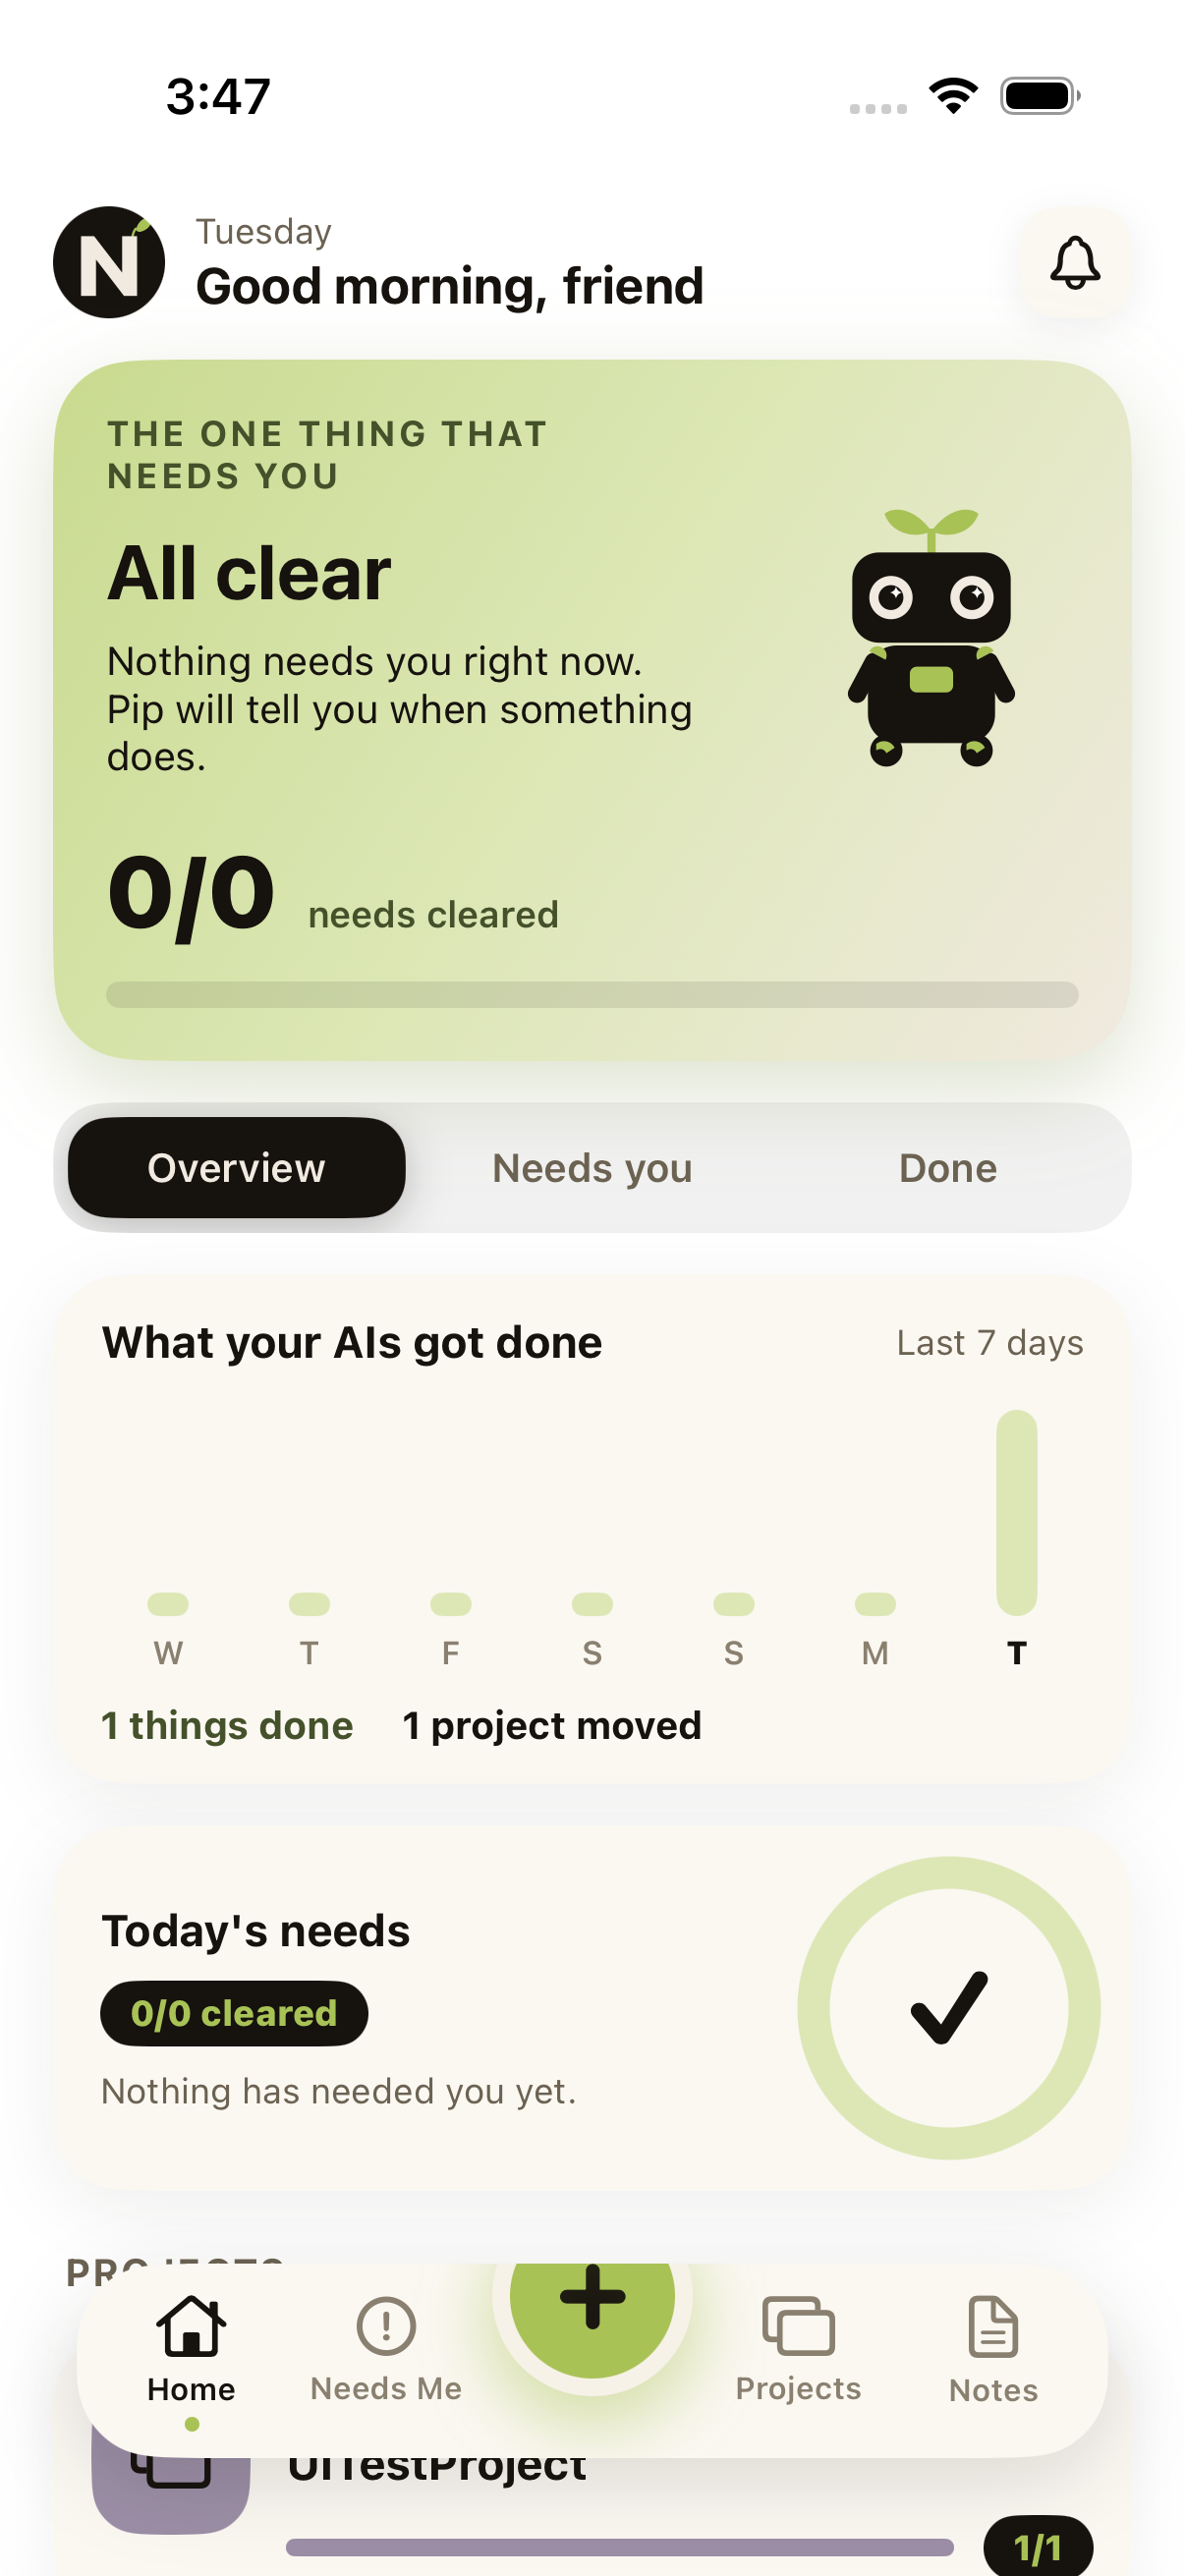 3:47
N
Tuesday
Good morning, friend
THE ONE THING THAT
NEEDS YOU
All clear
Nothing needs you right now.
Pip will tell you when something
does.
0/0 needs cleared
Overview Needs you Done
What your AIs got done Last 7 days
W T F S S M T
1 things done 1 project moved
Today's needs
0/0 cleared
Nothing has needed you yet.
PROJECTS
Home Needs Me Projects Notes
UITestProject
1/1